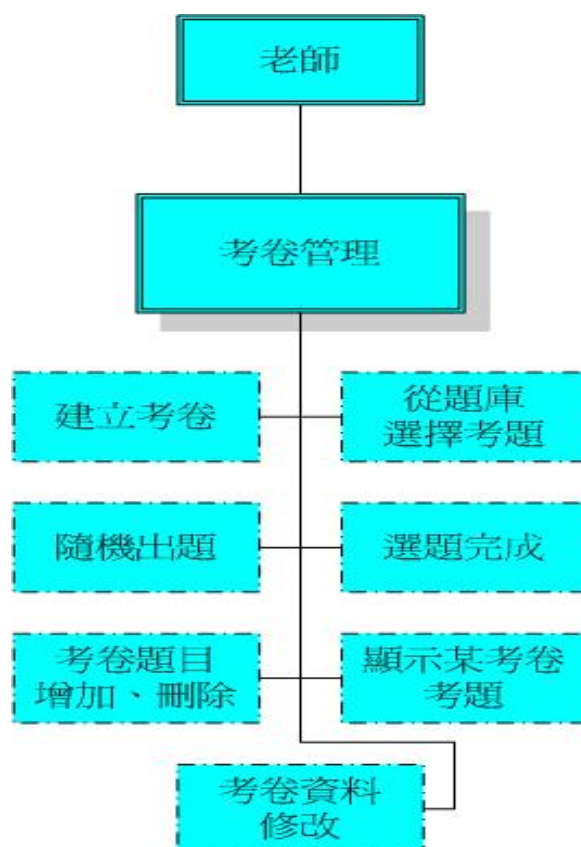 老師
考卷管理
建立考卷
從題庫
選擇考題
隨機出題
選題完成
考卷題目
增加、刪除
顯示某考卷
考題
考卷資料
修改